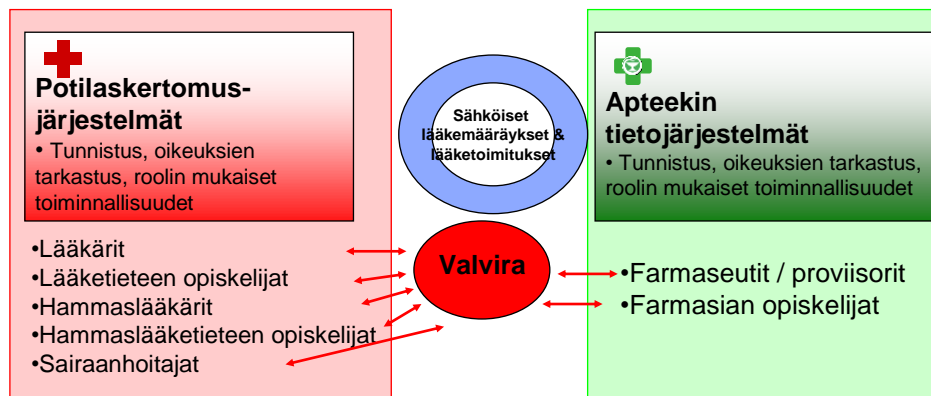 Potilaskertomus-
järjestelmät
• Tunnistus, oikeuksien
tarkastus, roolin mukaiset
toiminnallisuudet
•Lääkärit
•Lääketieteen opiskelijat
•Hammaslääkärit
•Hammaslääketieteen opiskelijat
•Sairaanhoitajat
Sähköiset
lääkemääräykset &
lääketoimitukset
Valvira
Apteekin
tietojärjestelmät
• Tunnistus, oikeuksien tarkastus,
roolin mukaiset toiminnallisuudet
•Farmaseutit / proviisorit
•Farmasian opiskelijat